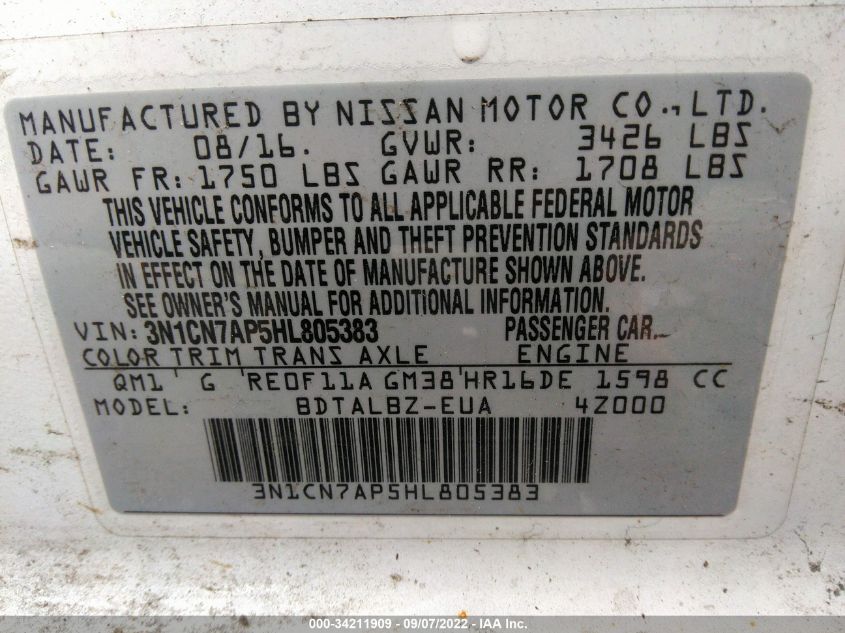 MANUFACTURED BY NISSAN MOTOR CO., LTD.
DATE: 08/16. GVWR: 3426 LBS
GAWR FR: 1750 LBS GAWR RR: 1708 LBS
THIS VEHICLE CONFORMS TO ALL APPLICABLE FEDERAL MOTOR
VEHICLE SAFETY, BUMPER AND THEFT PREVENTION STANDARDS
IN EFFECT ON THE DATE OF MANUFACTURE SHOWN ABOVE.
SEE OWNER'S MANUAL FOR ADDITIONAL INFORMATION.
VIN: 3N1CN7AP5HL805383 PASSENGER CAR.
COLOR TRIM TRANS AXLE ENGINE
QM1 G RE0F11A GM38 HR16DE 1598 CC
MODEL: BDTALBZ-EUA 4Z000
3N1CN7AP5HL805383
000-34211909 - 09/07/2022 - IAA Inc.